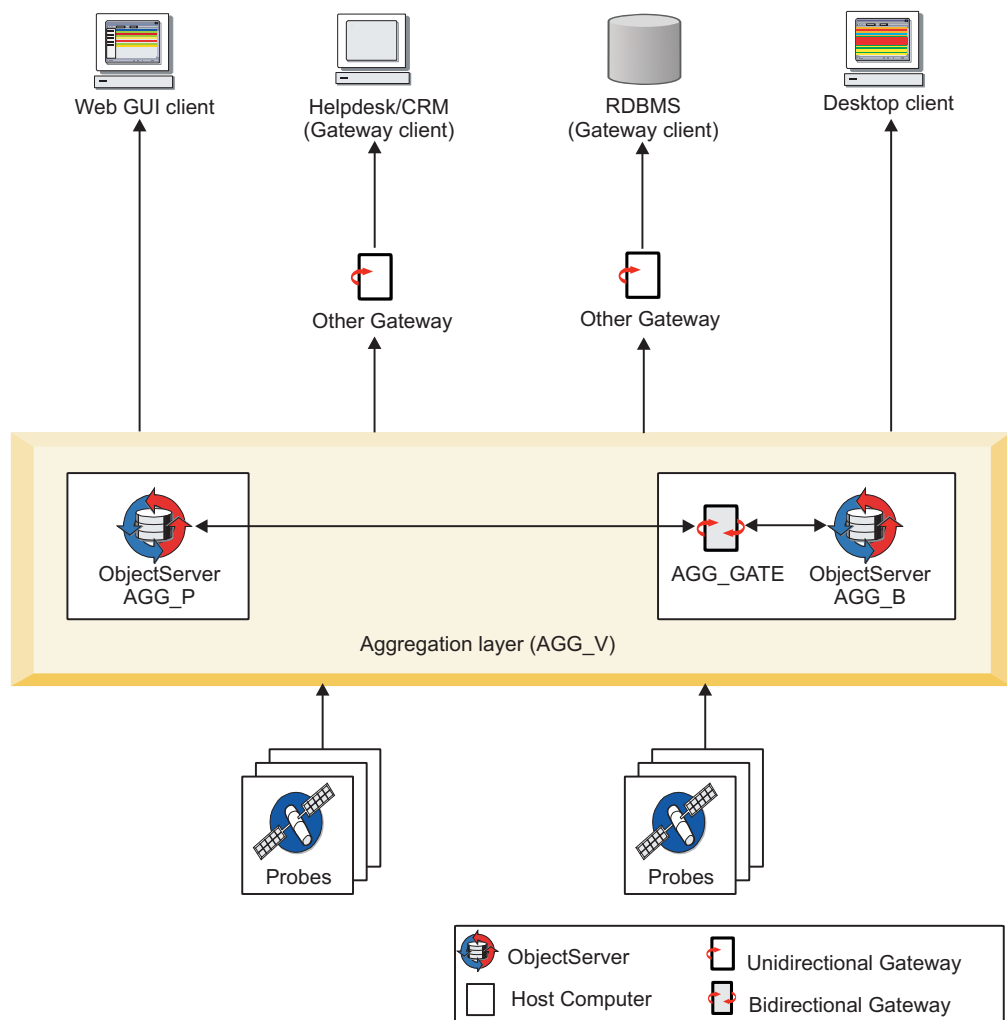 Web GUI client
Helpdesk/CRM
(Gateway client)
RDBMS
(Gateway client)
Desktop client
Other Gateway
Other Gateway
ObjectServer
AGG_P
AGG_GATE
ObjectServer
AGG_B
Aggregation layer (AGG_V)
Probes
Probes
ObjectServer
Unidirectional Gateway
Host Computer
Bidirectional Gateway